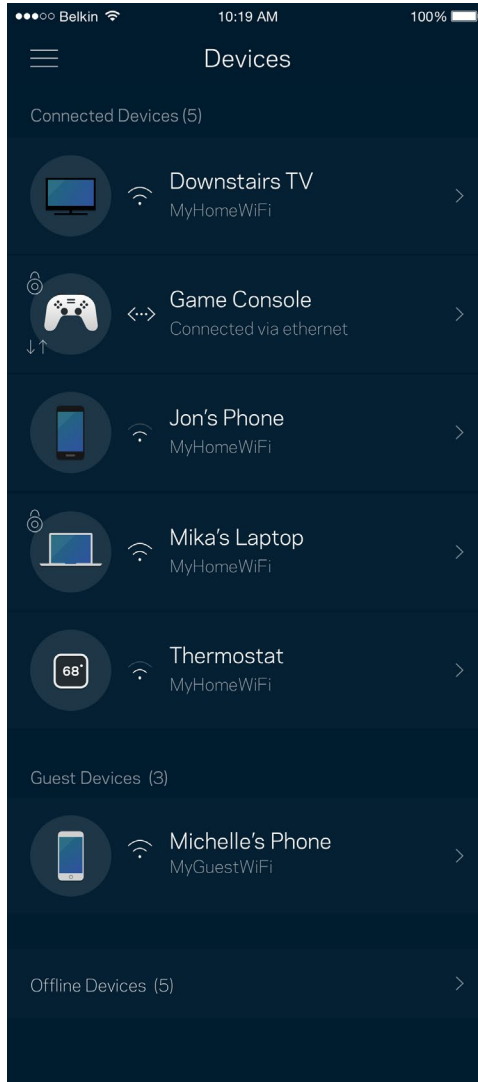 Belkin 10:19 AM 100%
Devices
Connected Devices (5)
Downstairs TV
MyHomeWiFi
Game Console
Connected via ethernet
Jon's Phone
MyHomeWiFi
Mika's Laptop
MyHomeWiFi
68°
Thermostat
MyHomeWiFi
Guest Devices (3)
Michelle's Phone
MyGuestWiFi
Offline Devices (5)